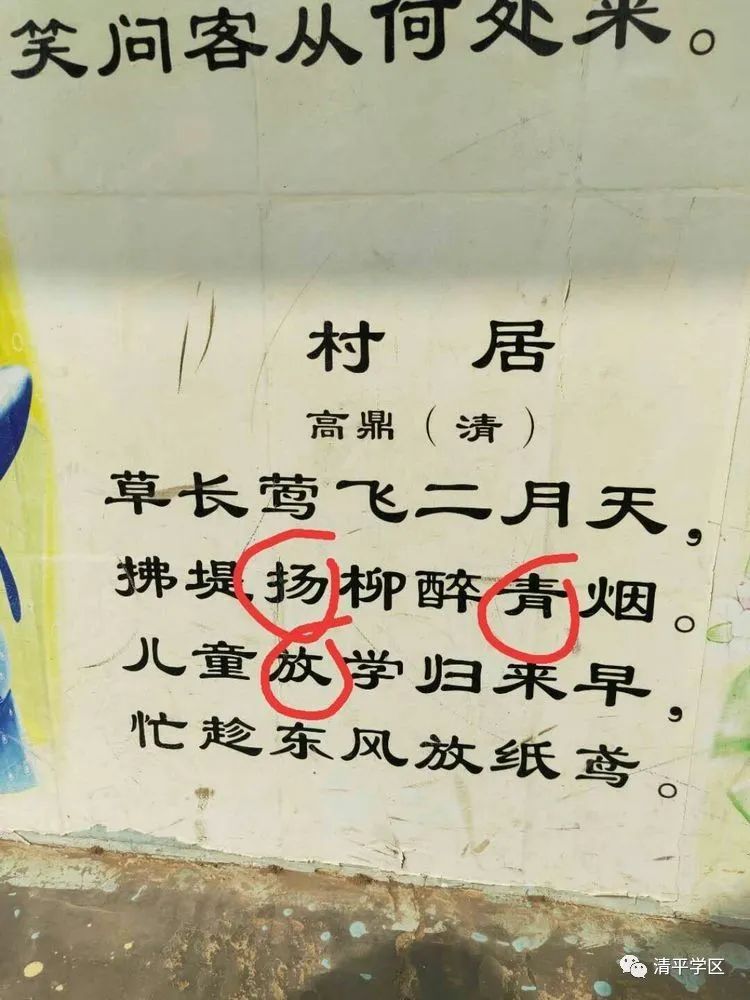 笑问客从何处来。
村居
高鼎（清）
草长莺飞二月天，
拂堤扬柳醉青烟。
儿童放学归来早，
忙趁东风放纸鸢。
清平学区